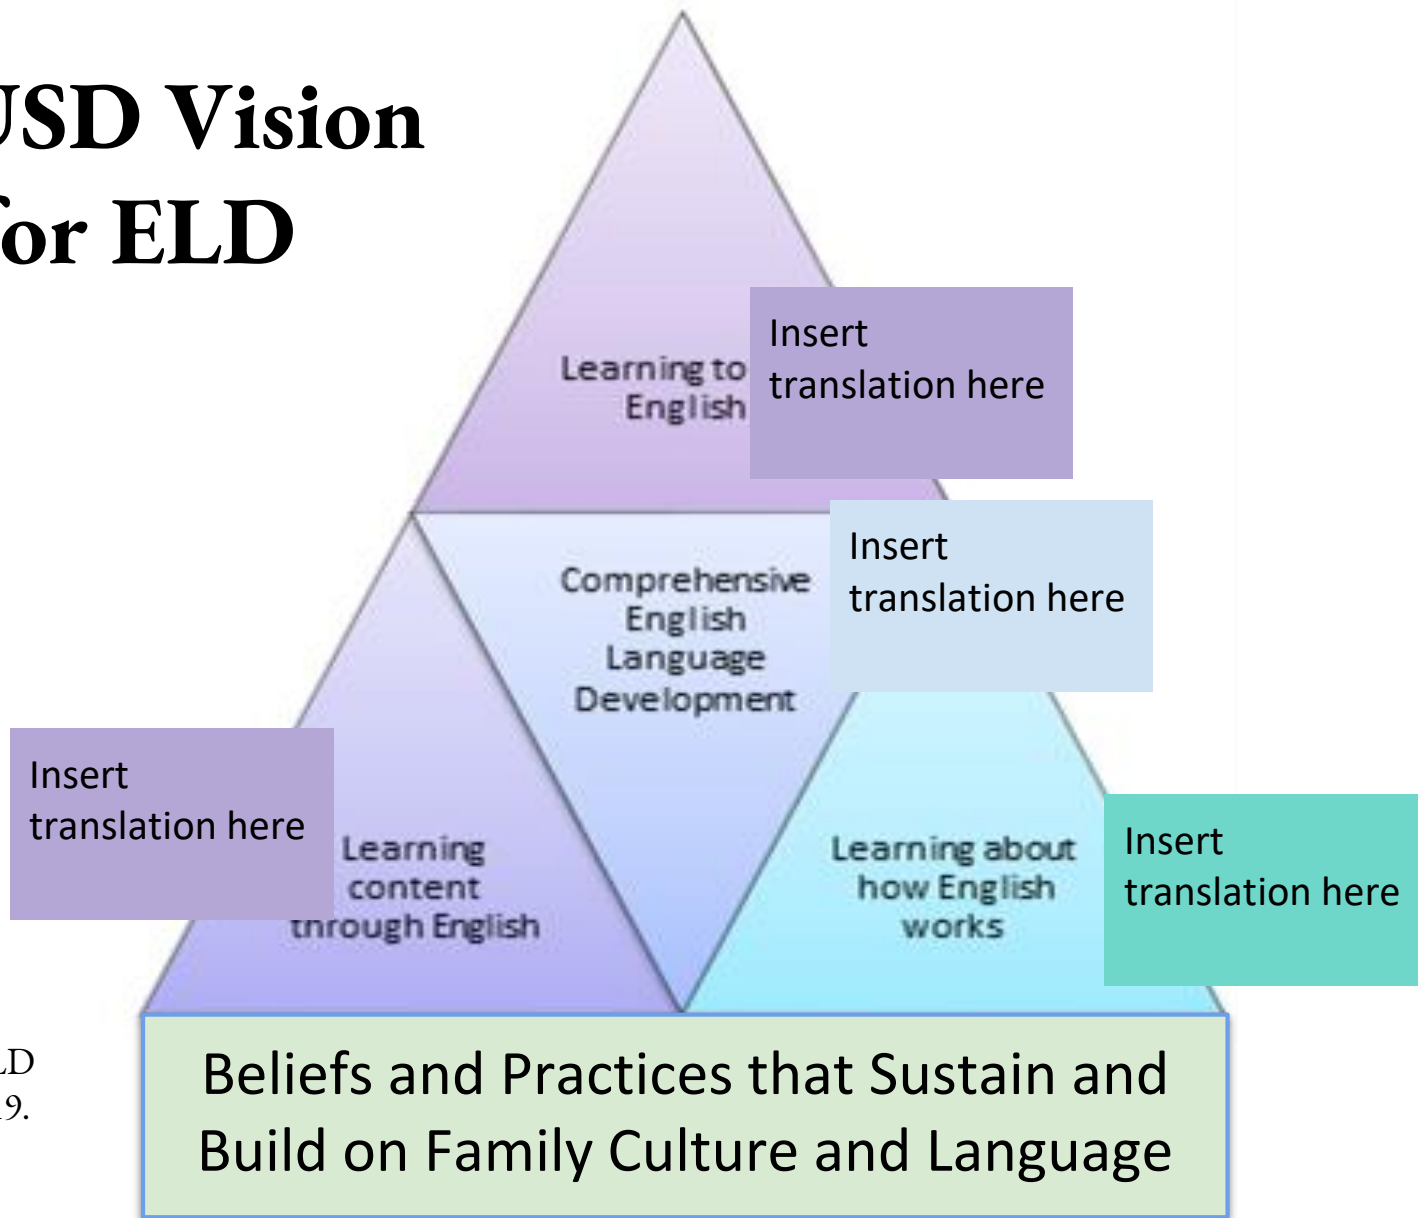 USD Vision
for ELD
Learning to
English
Insert
translation here
Insert
translation here
Comprehensive
English
Language
Development
Insert
translation here
Learning
content
through English
Learning about
how English
works
Insert
translation here
LD
19.
Beliefs and Practices that Sustain and
Build on Family Culture and Language